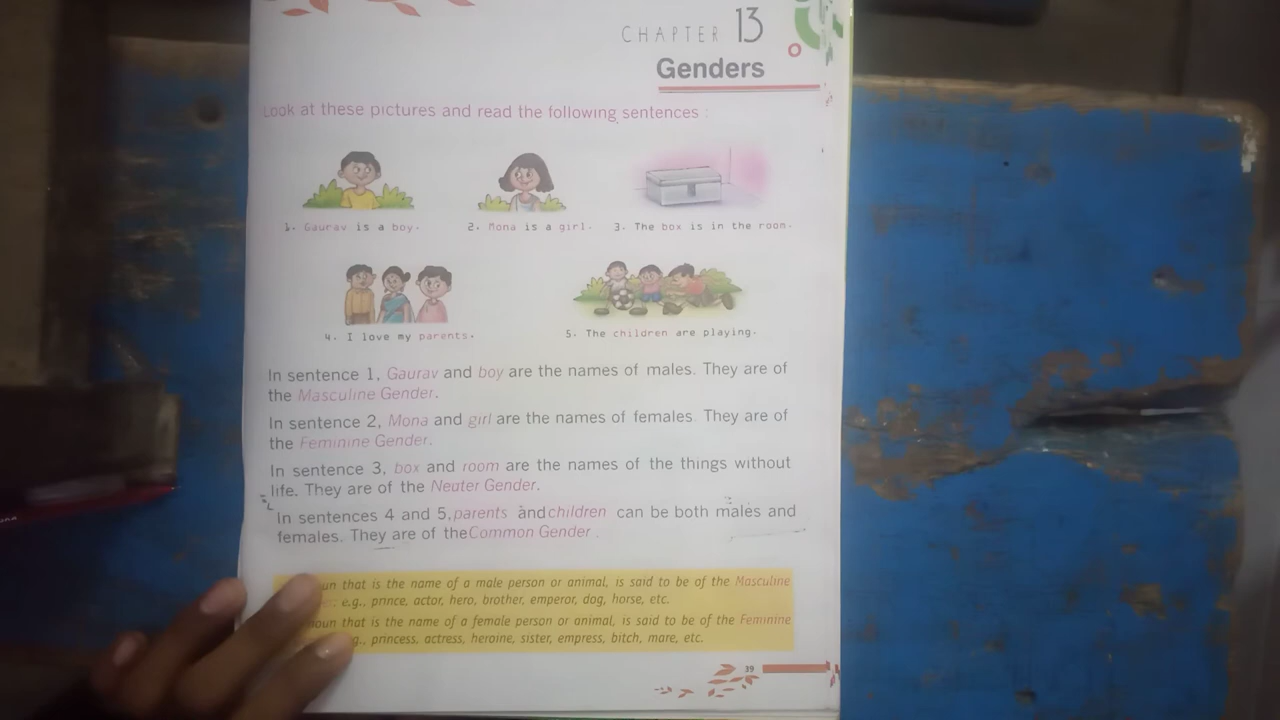 CHAPTER 13
Genders
Look at these pictures and read the following sentences :
1. Gaurav is a boy.
2. Mona is a girl.
3. The box is in the room.
4. I love my parents.
5. The children are playing.
In sentence 1, Gaurav and boy are the names of males. They are of
the Masculine Gender.
In sentence 2, Mona and girl are the names of females. They are of
the Feminine Gender.
In sentence 3, box and room are the names of the things without
life. They are of the Neuter Gender.
In sentences 4 and 5, parents and children can be both males and
females. They are of the Common Gender.
that is the name of a male person or animal, is said to be of the Masculine
e.g., prince, actor, hero, brother, emperor, dog, horse, etc.
noun that is the name of a female person or animal, is said to be of the Feminine
princess, actress, heroine, sister, empress, bitch, mare, etc.
39